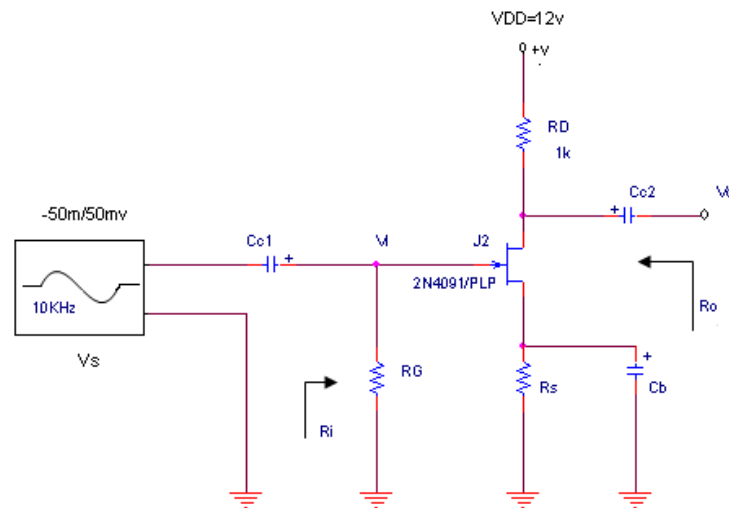 VDD=12v
+v
RD
1k
-50m/50mv
Cc1
+
Vi
J2
+
Cc2
2N4091/PLP
10KHz
Vs
Ro
RG
Rs
+
Cb
Ri